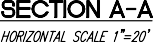 SECTION A-A
HORIZONTAL SCALE 1"=20'